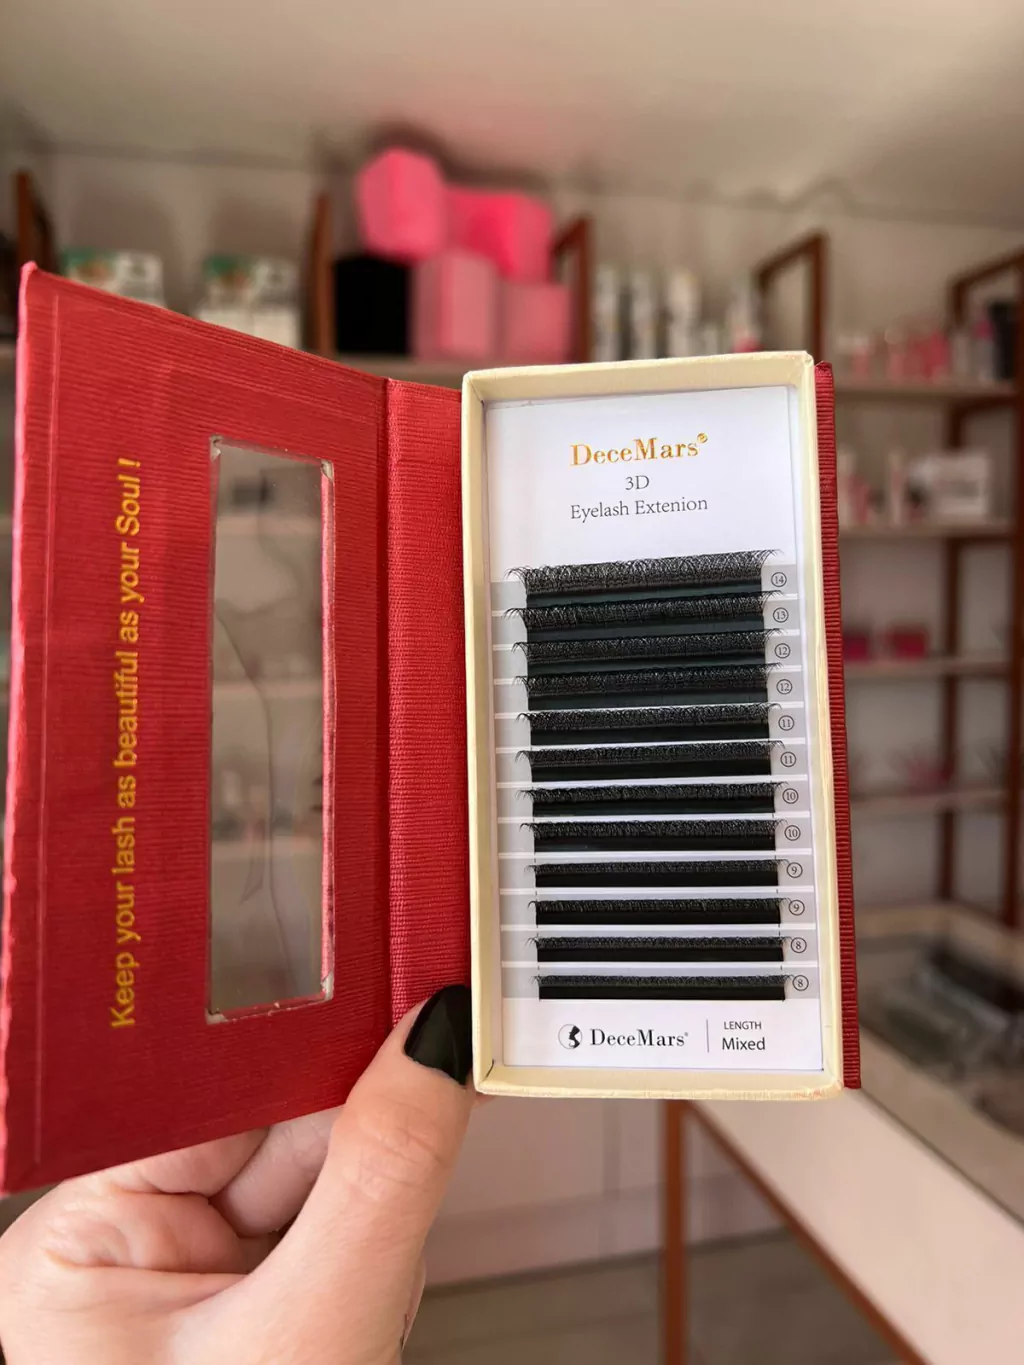 Keep your lash as beautiful as your Soul !
DeceMars®
3D
Eyelash Extenion
14
13
12
12
11
11
10
10
9
9
8
8
DeceMars®
LENGTH
Mixed